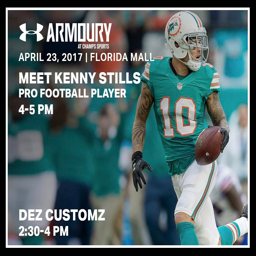 ARMOURY
AT CHAMPS SPORTS
APRIL 23, 2017 | FLORIDA MALL
MEET KENNY STILLS
PRO FOOTBALL PLAYER
4-5 PM
10
DEZ CUSTOMZ
2:30-4 PM